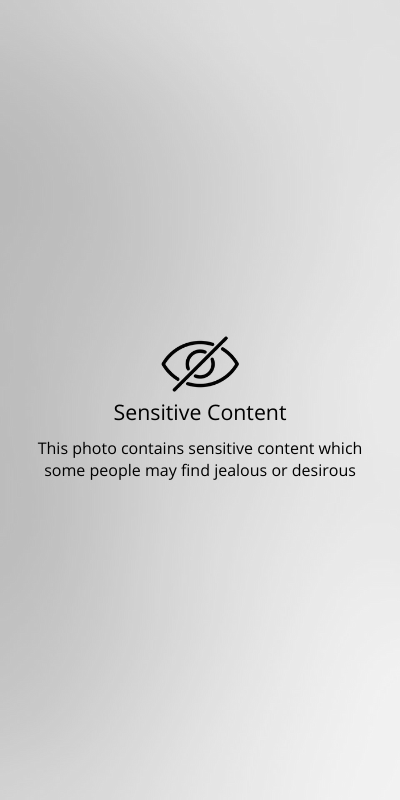 Sensitive Content
This photo contains sensitive content which
some people may find jealous or desirous